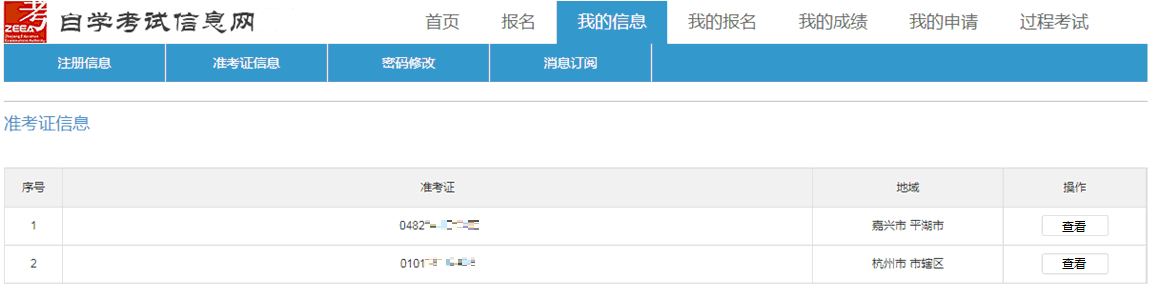 考
ZEEA
自学考试信息网
首页 报名 我的信息 我的报名 我的成绩 我的申请 过程考试
注册信息 准考证信息 密码修改 消息订阅
准考证信息
序号 准考证 地域 操作
1 0482 嘉兴市 平湖市 查看
2 0101 杭州市 市辖区 查看